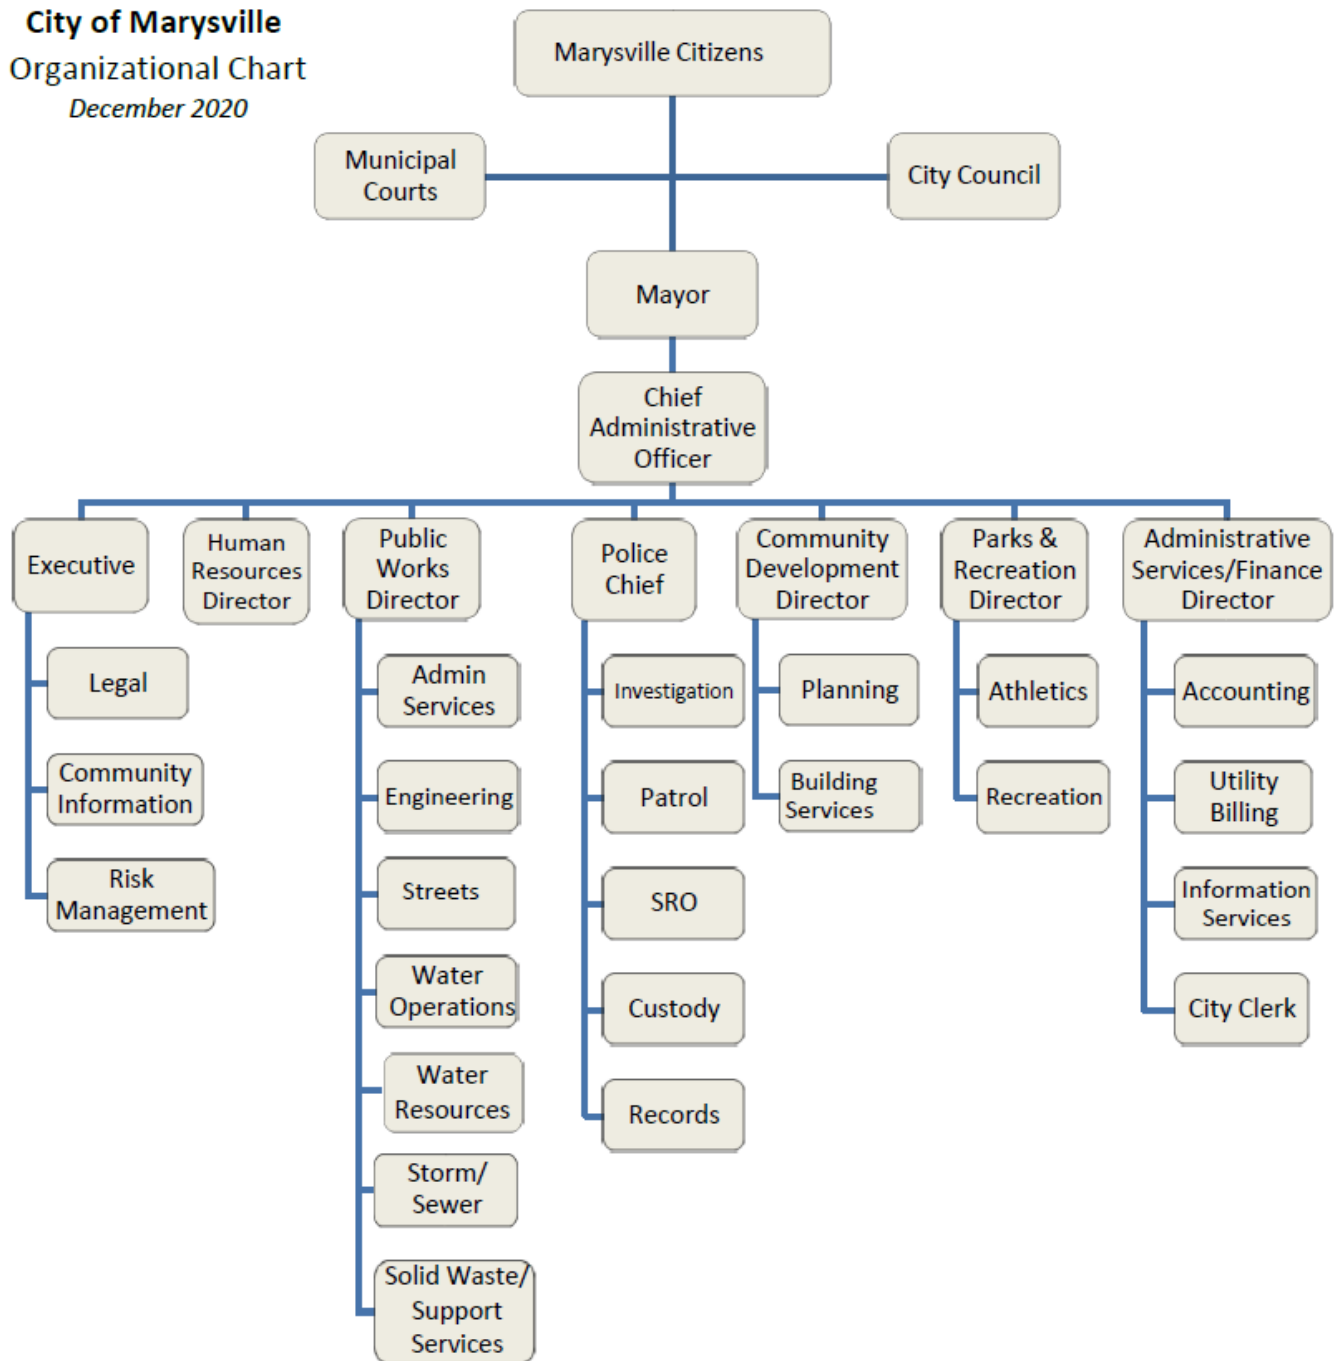 City of Marysville
Organizational Chart
December 2020
Marysville Citizens
Municipal
Courts
City Council
Mayor
Chief
Administrative
Officer
Executive
Human
Resources
Director
Public
Works
Director
Police
Chief
Community
Development
Director
Parks &
Recreation
Director
Administrative
Services/Finance
Director
Legal
Community
Information
Risk
Management
Admin
Services
Engineering
Streets
Water
Operations
Water
Resources
Storm/
Sewer
Solid Waste/
Support
Services
Investigation
Patrol
SRO
Custody
Records
Planning
Building
Services
Athletics
Recreation
Accounting
Utility
Billing
Information
Services
City Clerk